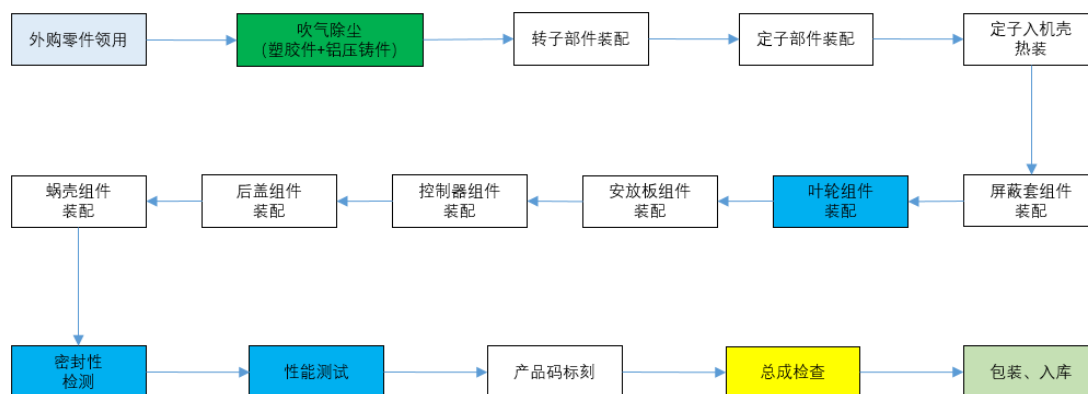 外购零件领用
吹气除尘
（塑胶件+铝压铸件）
转子部件装配
定子部件装配
定子入机壳
热装
蜗壳组件
装配
后盖组件
装配
控制器组件
装配
安放板组件
装配
叶轮组件
装配
屏蔽套组件
装配
密封性
检测
性能测试
产品码标刻
总成检查
包装、入库